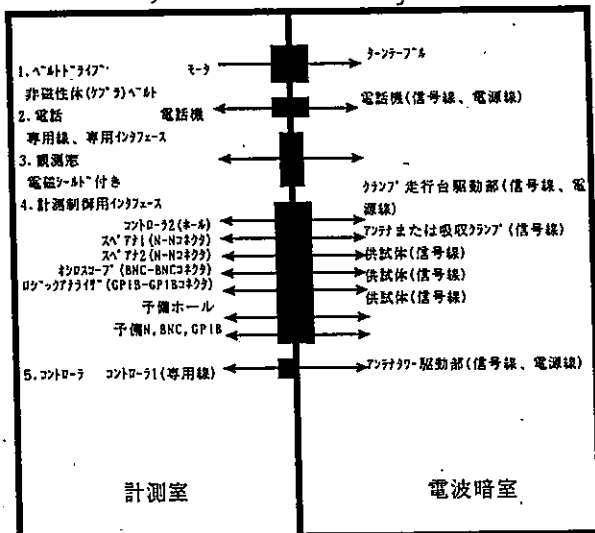 1.ベルトドライブ モータ
非磁性体(ケブラ)ベルト
2.電話 電話機
専用線、専用インタフェース
3.観測窓
電磁シールド付き
4.計測制御用インタフェース
コントローラ2(ホール)
スペアナ1(N-Nコネクタ)
スペアナ2(N-Nコネクタ)
オシロスコープ(BNC-BNCコネクタ)
ロジックアナライザ(GPIB-GPIBコネクタ)
予備ホール
予備N,BNC,GPIB
5.コントローラ コントローラ1(専用線)
計測室
ターンテーブル
電話機(信号線、電源線)
クランプ走行台駆動部(信号線、電
源線)
アンテナまたは吸収クランプ(信号線)
供試体(信号線)
供試体(信号線)
供試体(信号線)
アンテナタワー駆動部(信号線、電源線)
電波暗室